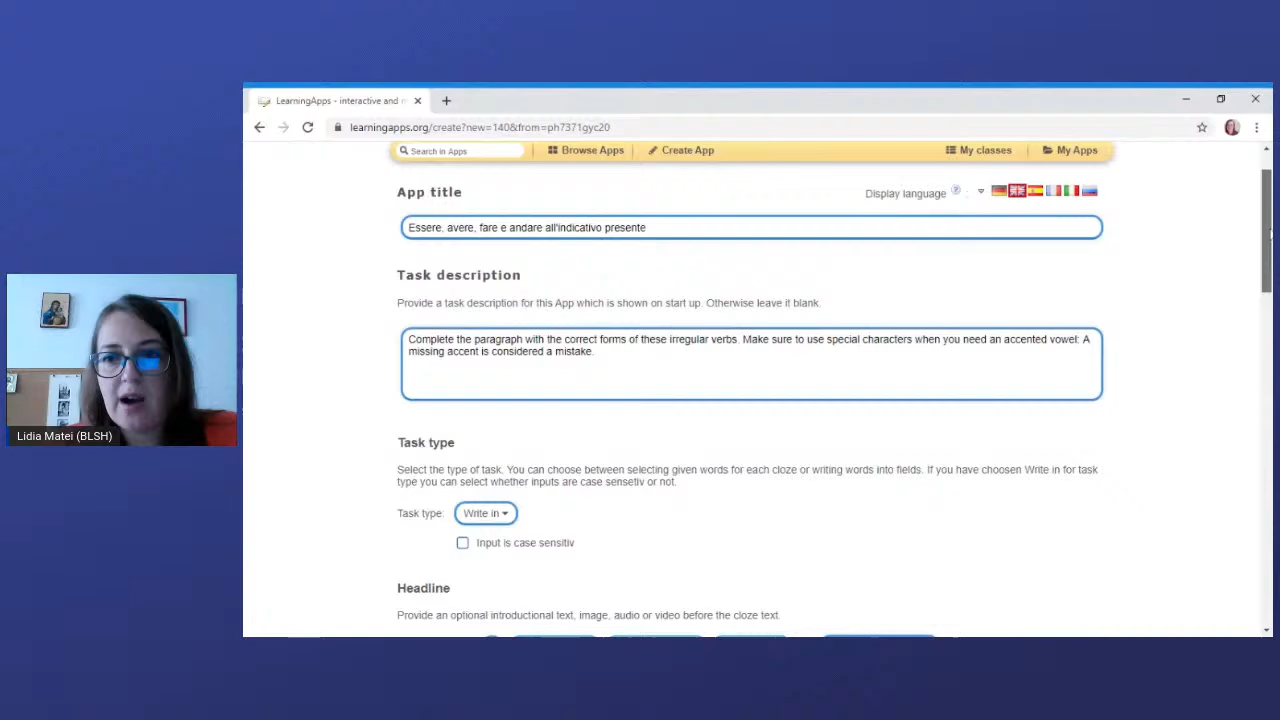 LearningApps - interactive and
learningapps.org/create?new=140&from=ph7371gyc20
Search in Apps
Browse Apps
Create App
My classes
My Apps
App title
Display language ? :
Essere, avere, fare e andare all'indicativo presente
Task description
Provide a task description for this App which is shown on start up. Otherwise leave it blank.
Complete the paragraph with the correct forms of these irregular verbs. Make sure to use special characters when you need an accented vowel: A
missing accent is considered a mistake.
Lidia Matei (BLSH)
Task type
Select the type of task. You can choose between selecting given words for each cloze or writing words into fields. If you have choosen Write in for task
type you can select whether inputs are case sensetiv or not.
Task type: Write in
Input is case sensitiv
Headline
Provide an optional introductional text, image, audio or video before the cloze text.